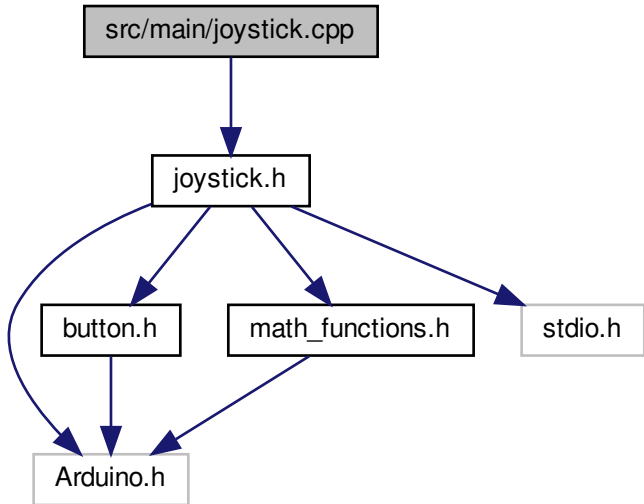 src/main/joystick.cpp
joystick.h
button.h
math_functions.h
stdio.h
Arduino.h